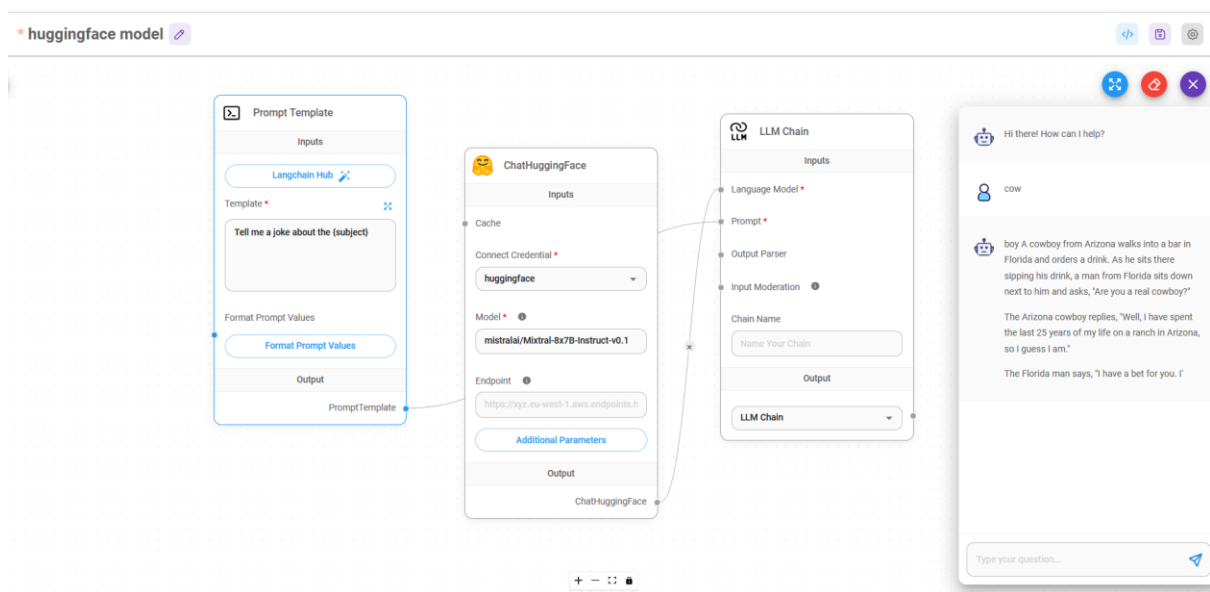 * huggingface model
Prompt Template
Inputs
Langchain Hub
Template *
Tell me a joke about the {subject}
Format Prompt Values
Format Prompt Values
Output
PromptTemplate
ChatHuggingFace
Inputs
Cache
Connect Credential *
huggingface
Model *
mistralai/Mixtral-8x7B-Instruct-v0.1
Endpoint
https://xyz.eu-west-1.aws.endpoints.h
Additional Parameters
Output
ChatHuggingFace
LLM
LLM Chain
Inputs
Language Model *
Prompt *
Output Parser
Input Moderation
Chain Name
Name Your Chain
Output
LLM Chain
Hi there! How can I help?
cow
boy A cowboy from Arizona walks into a bar in
Florida and orders a drink. As he sits there
sipping his drink, a man from Florida sits down
next to him and asks, "Are you a real cowboy?"
The Arizona cowboy replies, "Well, I have spent
the last 25 years of my life on a ranch in Arizona,
so I guess I am."
The Florida man says, "I have a bet for you. I'
Type your question...